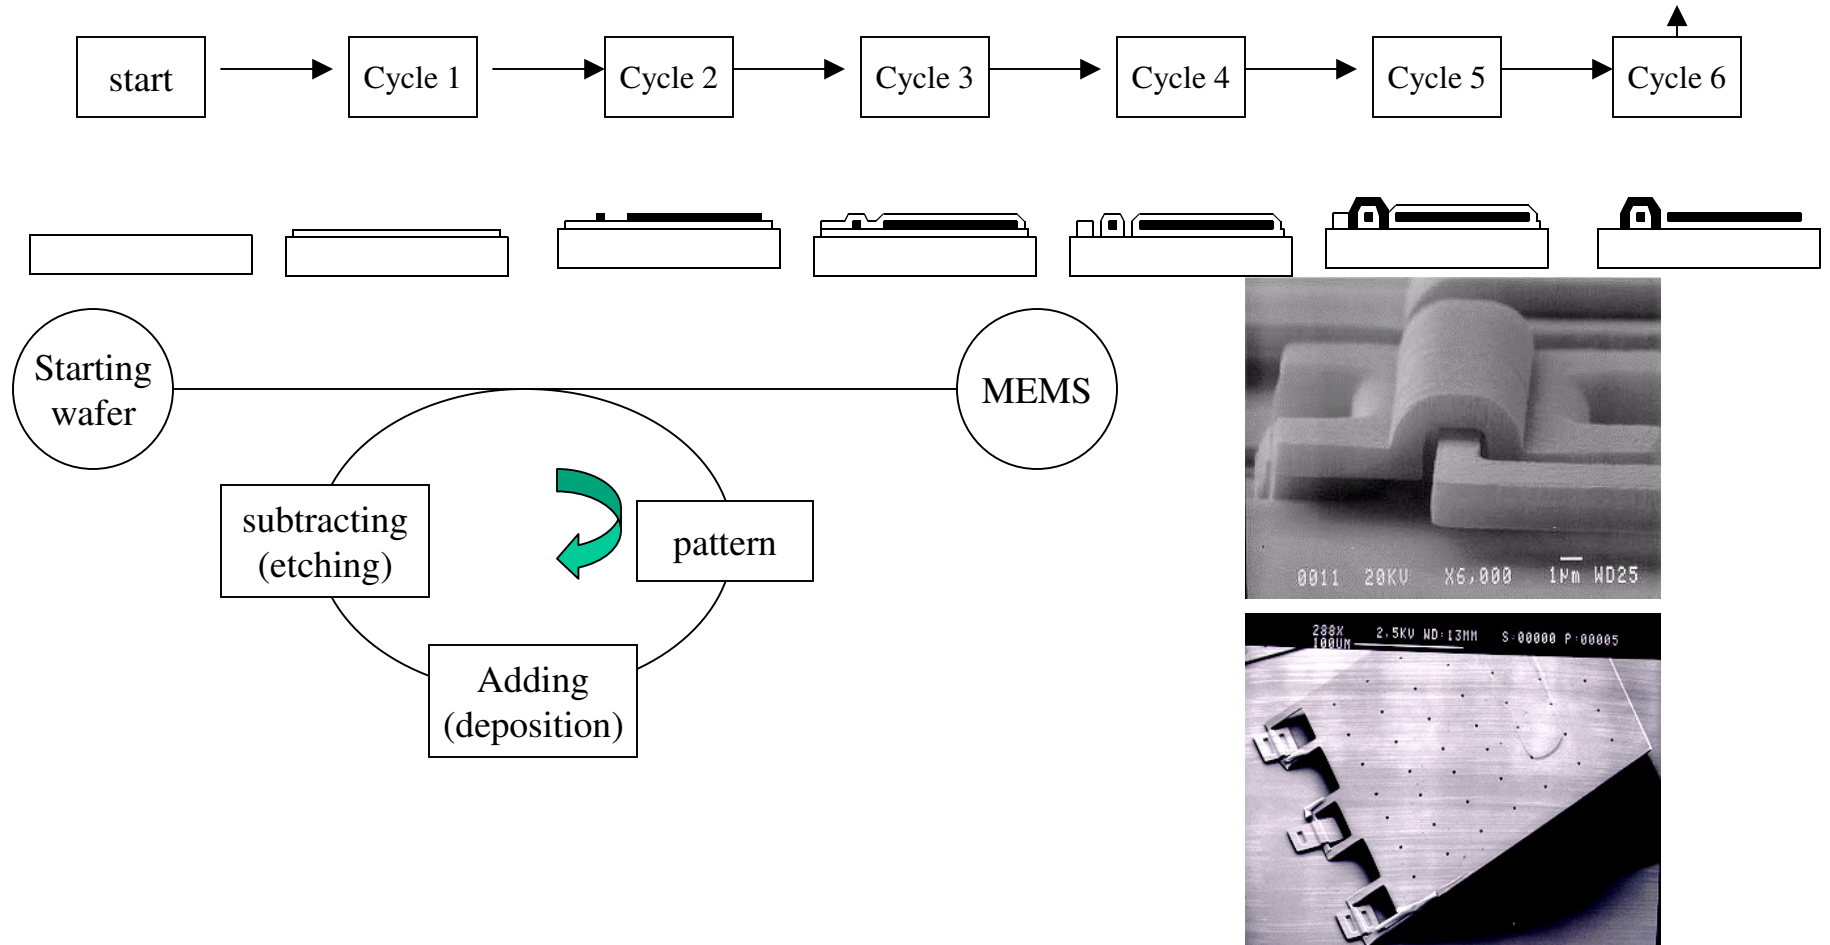 start
Cycle 1
Cycle 2
Cycle 3
Cycle 4
Cycle 5
Cycle 6
Starting
wafer
MEMS
subtracting
(etching)
pattern
Adding
(deposition)
0011 20KV X6,000 1µm WD25
288X 2.5KV WD:13MM S:00000 P:00005
100UM